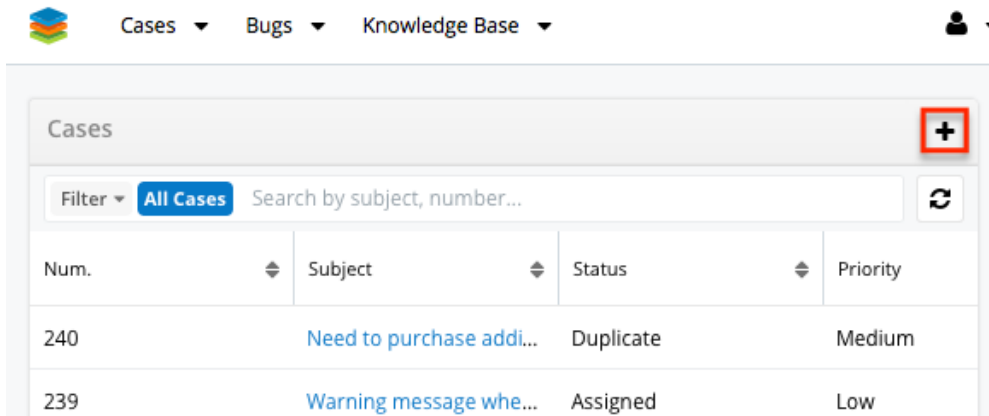 Cases Bugs Knowledge Base
Cases
Filter All Cases Search by subject, number...
Num. Subject Status Priority
240 Need to purchase addi... Duplicate Medium
239 Warning message whe... Assigned Low